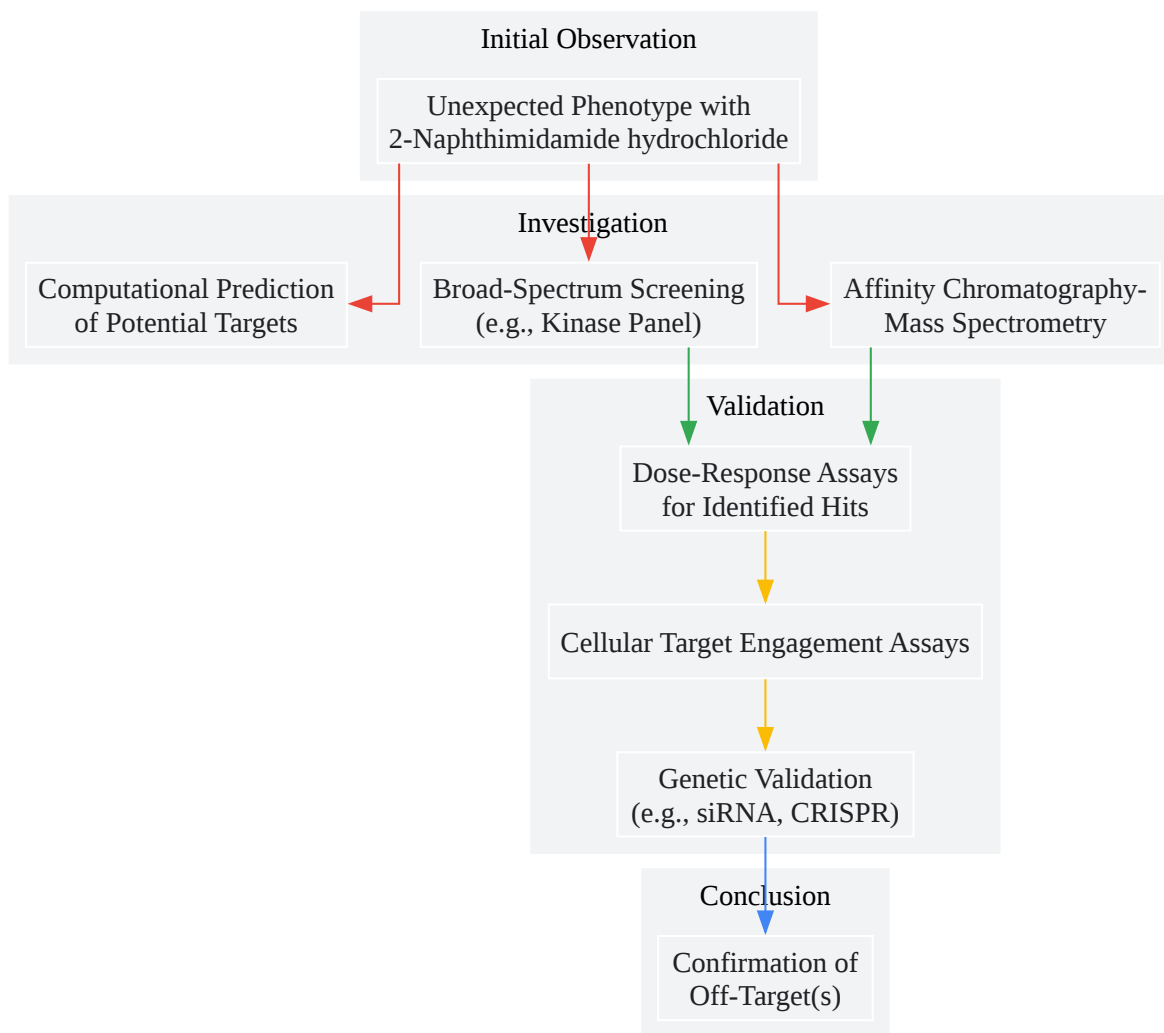 Initial Observation
Unexpected Phenotype with
2-Naphthimidamide hydrochloride
Investigation
Computational Prediction
of Potential Targets
Broad-Spectrum Screening
(e.g., Kinase Panel)
Affinity Chromatography-
Mass Spectrometry
Validation
Dose-Response Assays
for Identified Hits
Cellular Target Engagement Assays
Genetic Validation
(e.g., siRNA, CRISPR)
Conclusion
Confirmation of
Off-Target(s)